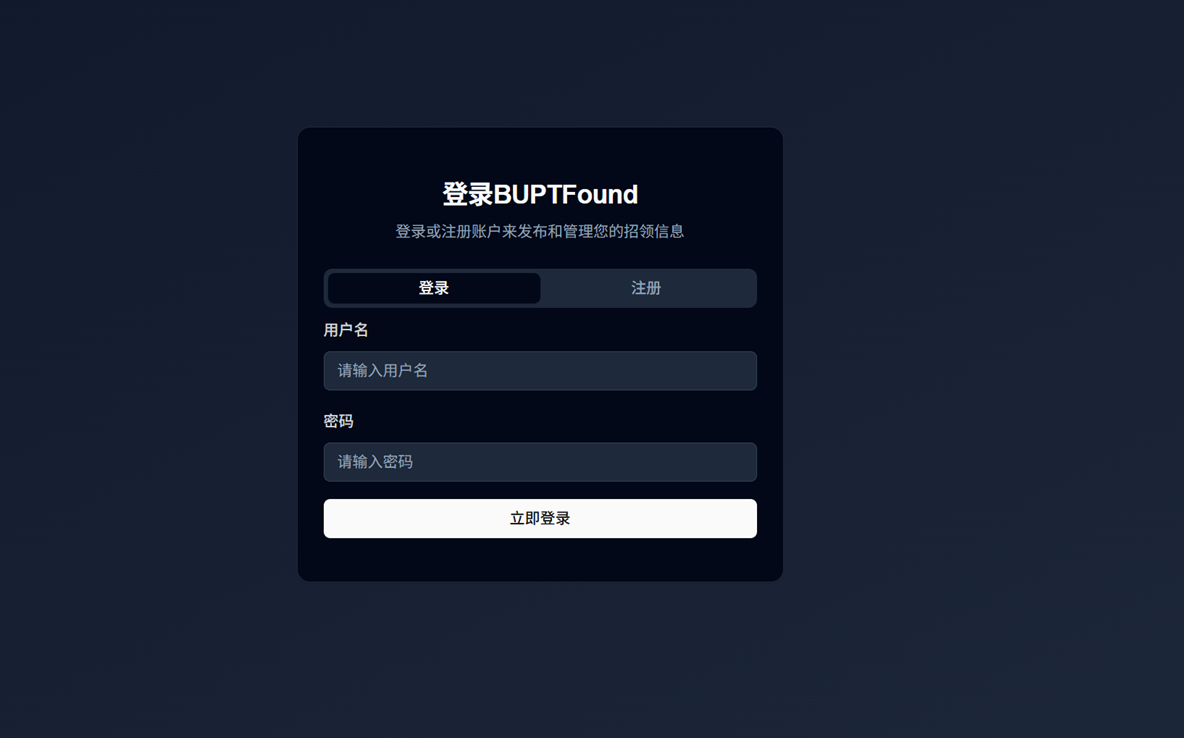 登录BUPTFound
登录或注册账户来发布和管理您的招领信息
登录 注册
用户名
请输入用户名
密码
请输入密码
立即登录